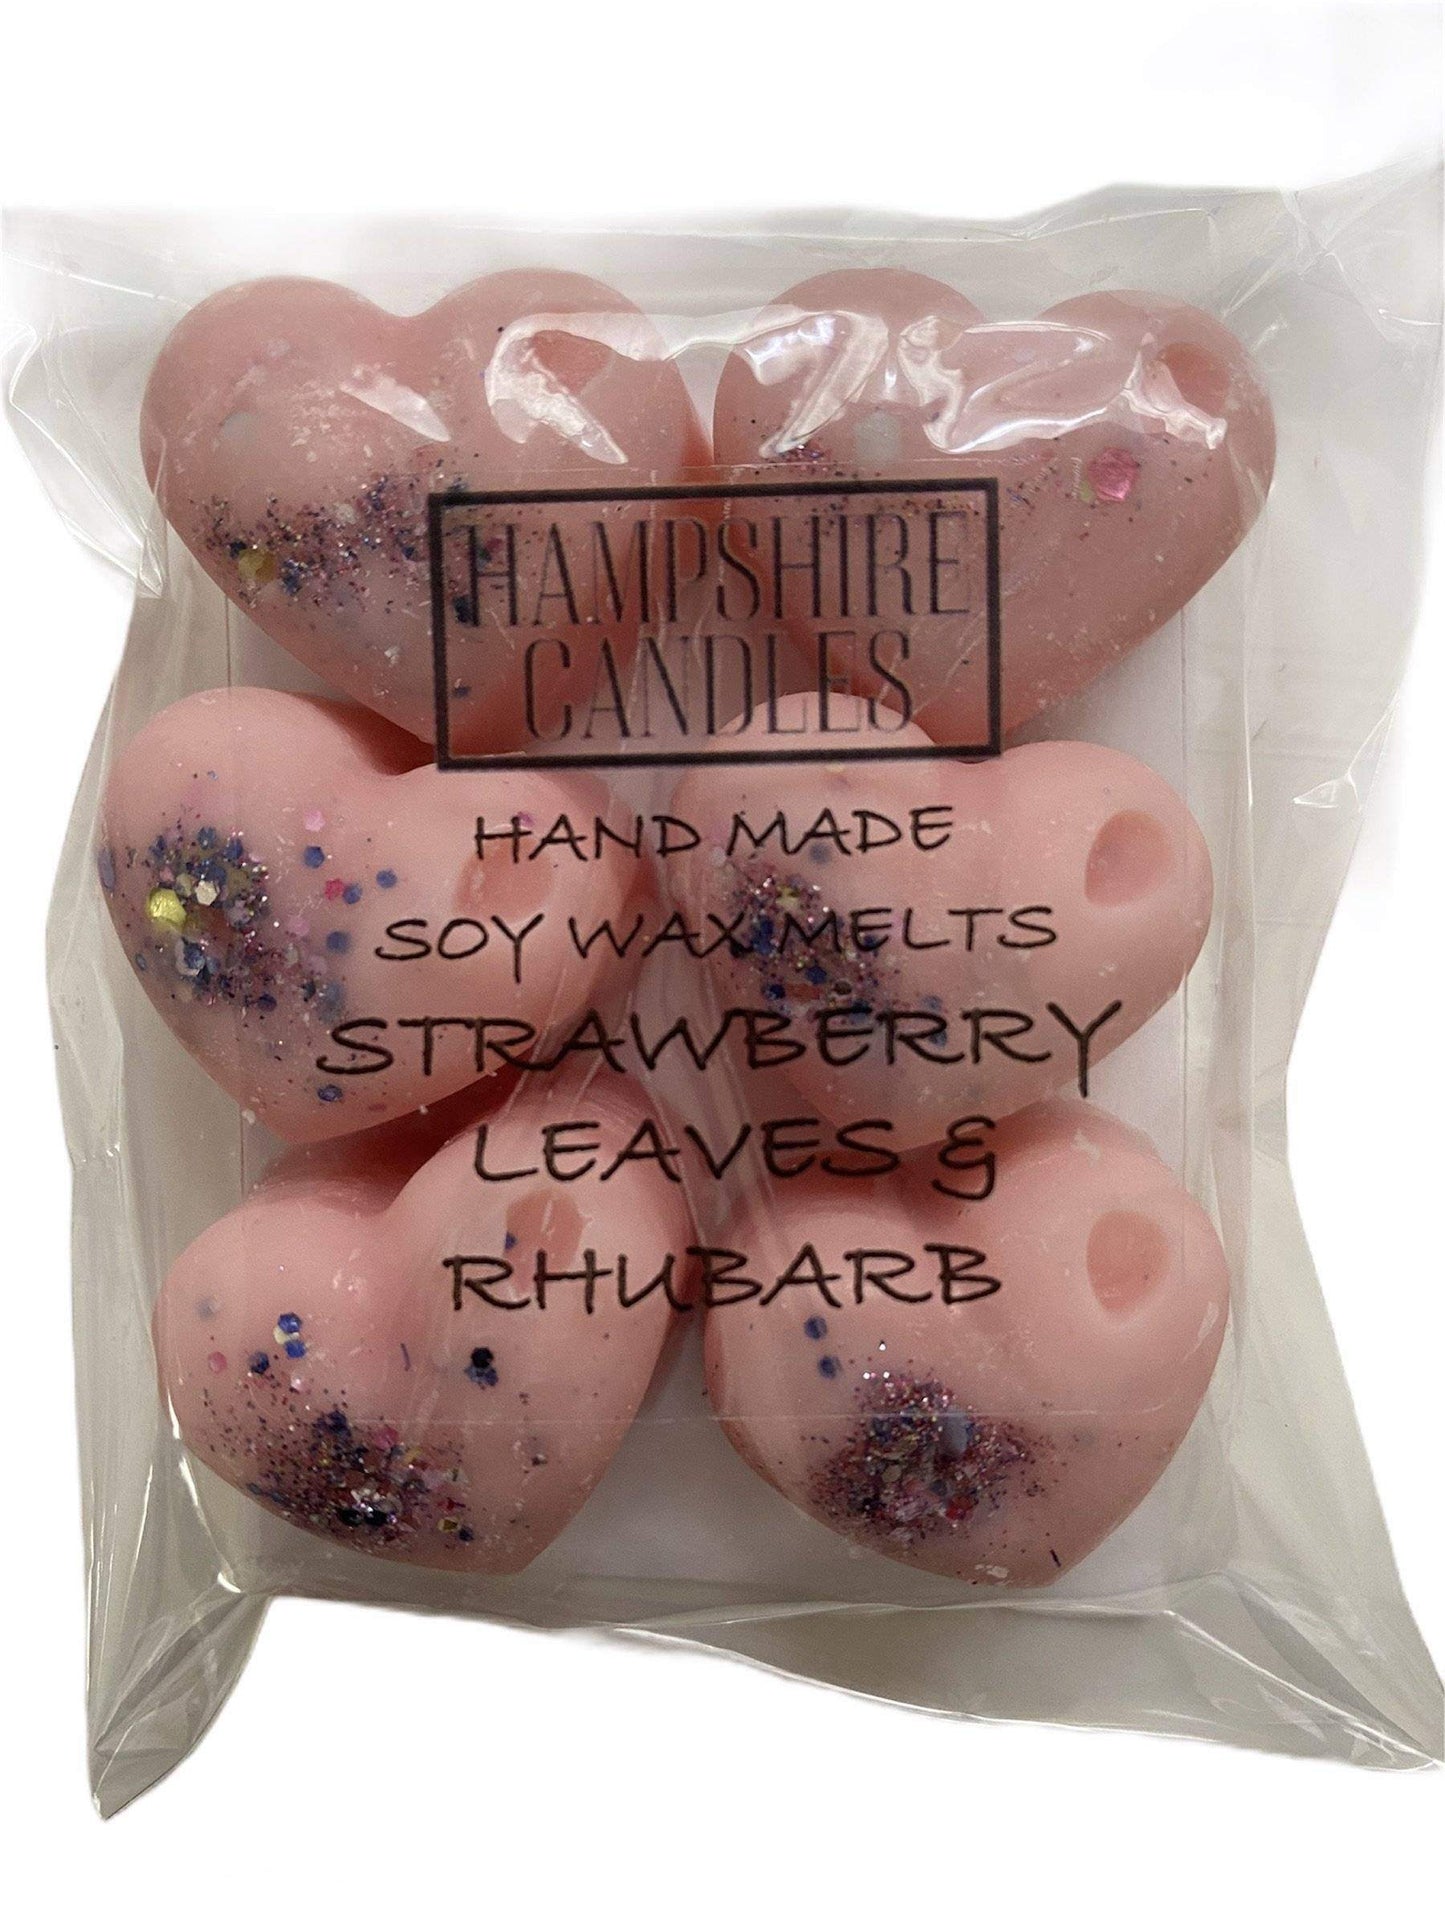 HAMPSHIRE
CANDLES
HAND MADE
SOY WAX MELTS
STRAWBERRY
LEAVES &
RHUBARB